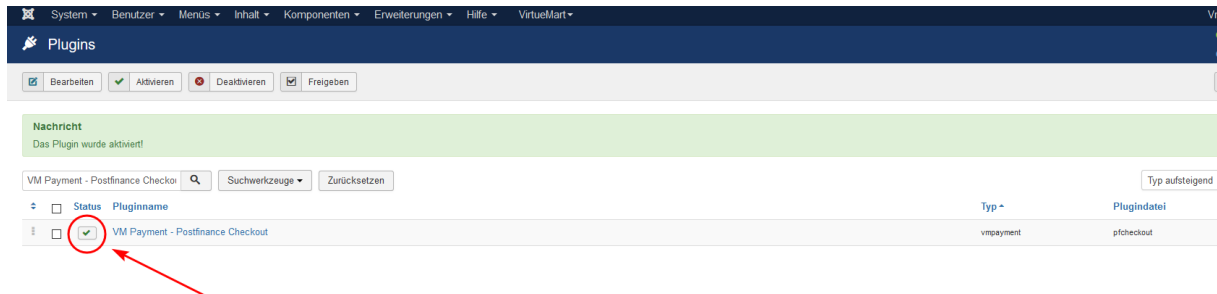 System Benutzer Menüs Inhalt Komponenten Erweiterungen Hilfe VirtueMart
Plugins
Bearbeiten Aktivieren Deaktivieren Freigeben
Nachricht
Das Plugin wurde aktiviert!
VM Payment - Postfinance Suchwerkzeuge Zurücksetzen Typ aufsteigend
Status Pluginname Typ Plugindatei
VM Payment - Postfinance Checkout vmpayment pfcheckout